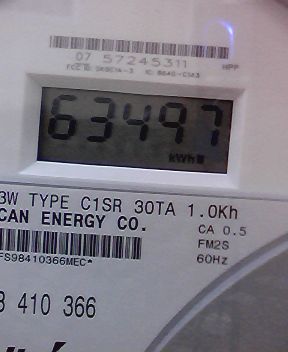 07 57245311
HPP
63497
kWh
3W TYPE C1SR 30TA 1.0Kh
CAN ENERGY CO.
CA 0.5
FM2S
60Hz
FS98410366MEC*
410 366